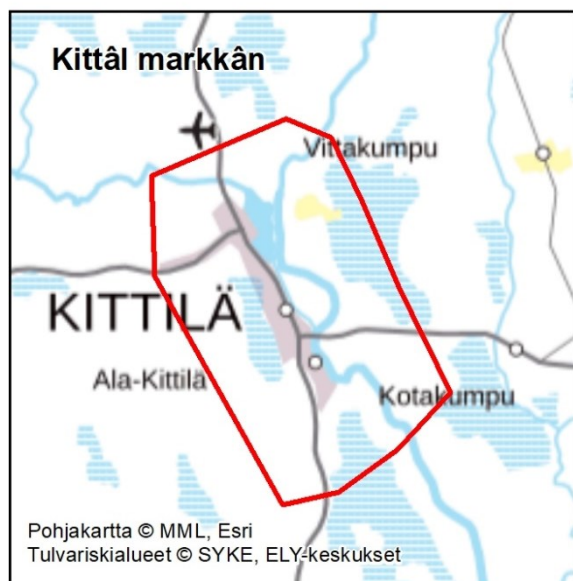 Kittâl markkân
Vittakumpu
KITTILÄ
Ala-Kittilä
Kotakumpu
Pohjakartta © MML, Esri
Tulvariskialueet © SYKE, ELY-keskukset